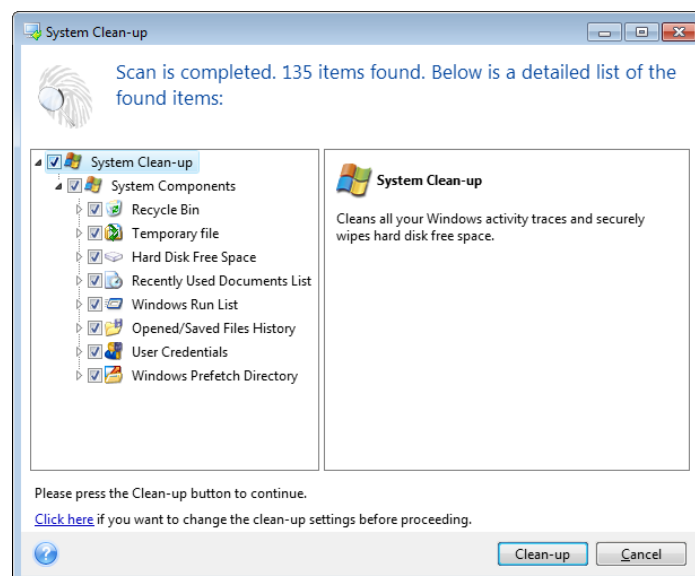 System Clean-up
Scan is completed. 135 items found. Below is a detailed list of the
found items:
System Clean-up
System Components
Recycle Bin
Temporary file
Hard Disk Free Space
Recently Used Documents List
Windows Run List
Opened/Saved Files History
User Credentials
Windows Prefetch Directory
System Clean-up
Cleans all your Windows activity traces and securely
wipes hard disk free space.
Please press the Clean-up button to continue.
Click here if you want to change the clean-up settings before proceeding.
Clean-up
Cancel